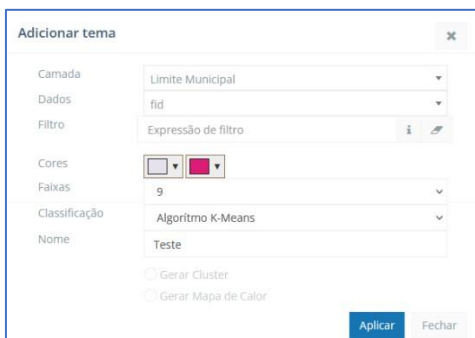 Adicionar tema
Camada Limite Municipal
Dados fid
Filtro Expressão de filtro
Cores
Faixas 9
Classificação Algorítmo K-Means
Nome Teste
Gerar Cluster
Gerar Mapa de Calor
Aplicar Fechar